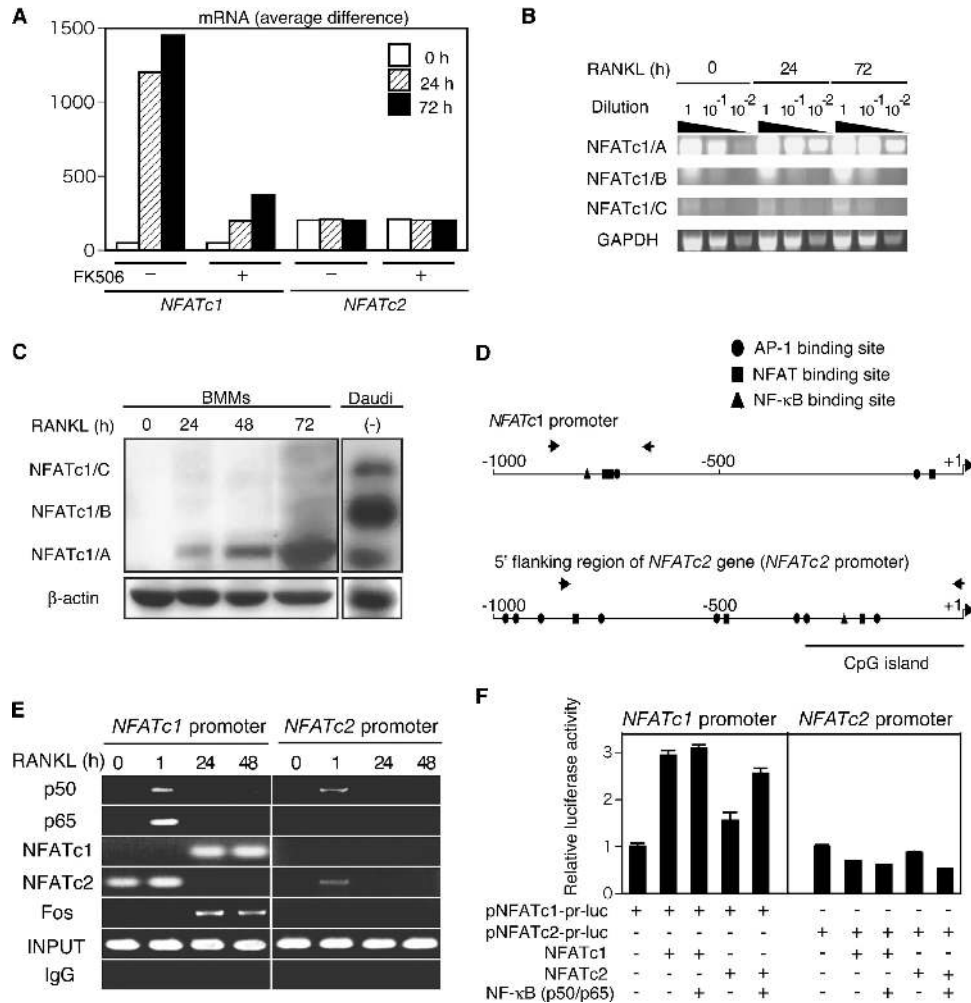 A
mRNA (average difference)
1500
1000
500
0
0 h
24 h
72 h
FK506 – + – +
NFATc1 NFATc2
B
RANKL (h) 0 24 72
Dilution 1 10-1 10-2 1 10-1 10-2 1 10-1 10-2
NFATc1/A
NFATc1/B
NFATc1/C
GAPDH
C
BMMs Daudi
RANKL (h) 0 24 48 72 (-)
NFATc1/C
NFATc1/B
NFATc1/A
β-actin
D
AP-1 binding site
NFAT binding site
NF-κB binding site
NFATc1 promoter
-1000 -500 +1
5' flanking region of NFATc2 gene (NFATc2 promoter)
-1000 -500 +1
CpG island
E
NFATc1 promoter NFATc2 promoter
RANKL (h) 0 1 24 48 0 1 24 48
p50
p65
NFATc1
NFATc2
Fos
INPUT
IgG
F
NFATc1 promoter NFATc2 promoter
Relative luciferase activity
3
2
1
0
pNFATc1-pr-luc + + + + + - - - - -
pNFATc2-pr-luc - - - - - + + + + +
NFATc1 - + + - - - + + - -
NFATc2 - - - + + - - - + +
NF-κB (p50/p65) - - + - + - - + - +